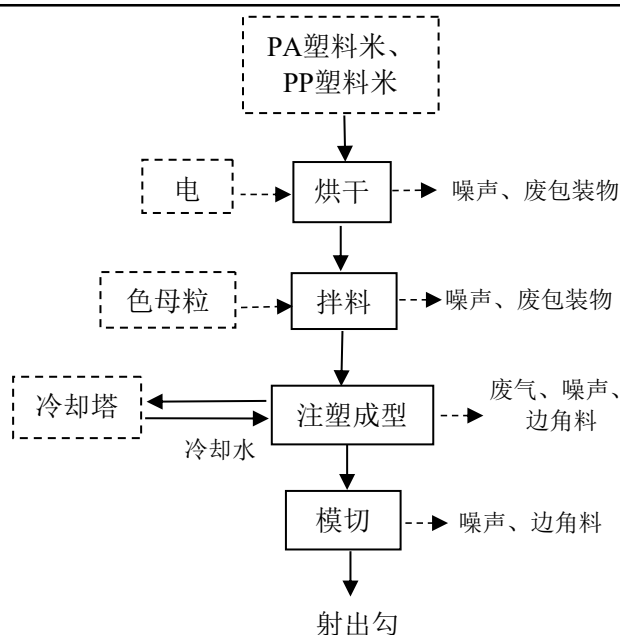 PA塑料米、
PP塑料米
电
烘干
噪声、废包装物
色母粒
拌料
噪声、废包装物
冷却塔
冷却水
注塑成型
废气、噪声、
边角料
模切
噪声、边角料
射出勾